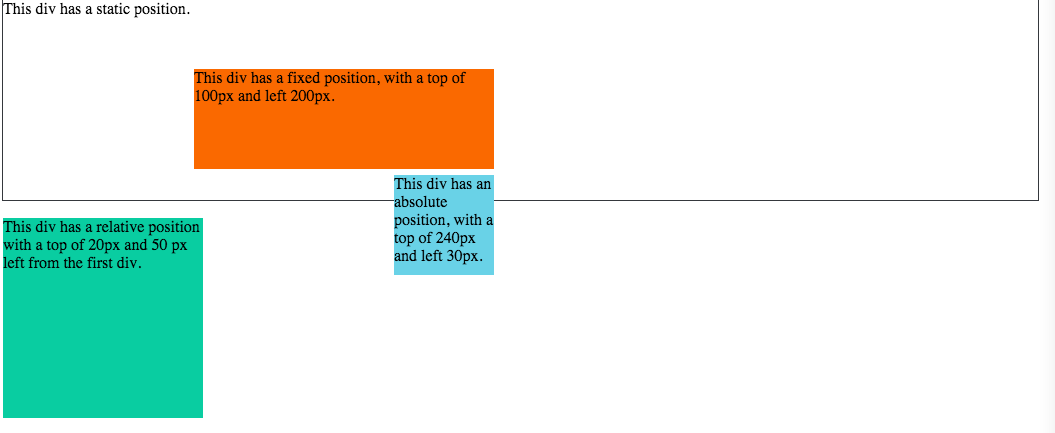 This div has a static position.
This div has a fixed position, with a top of
100px and left 200px.
This div has an
absolute
position, with a
top of 240px
and left 30px.
This div has a relative position
with a top of 20px and 50 px
left from the first div.